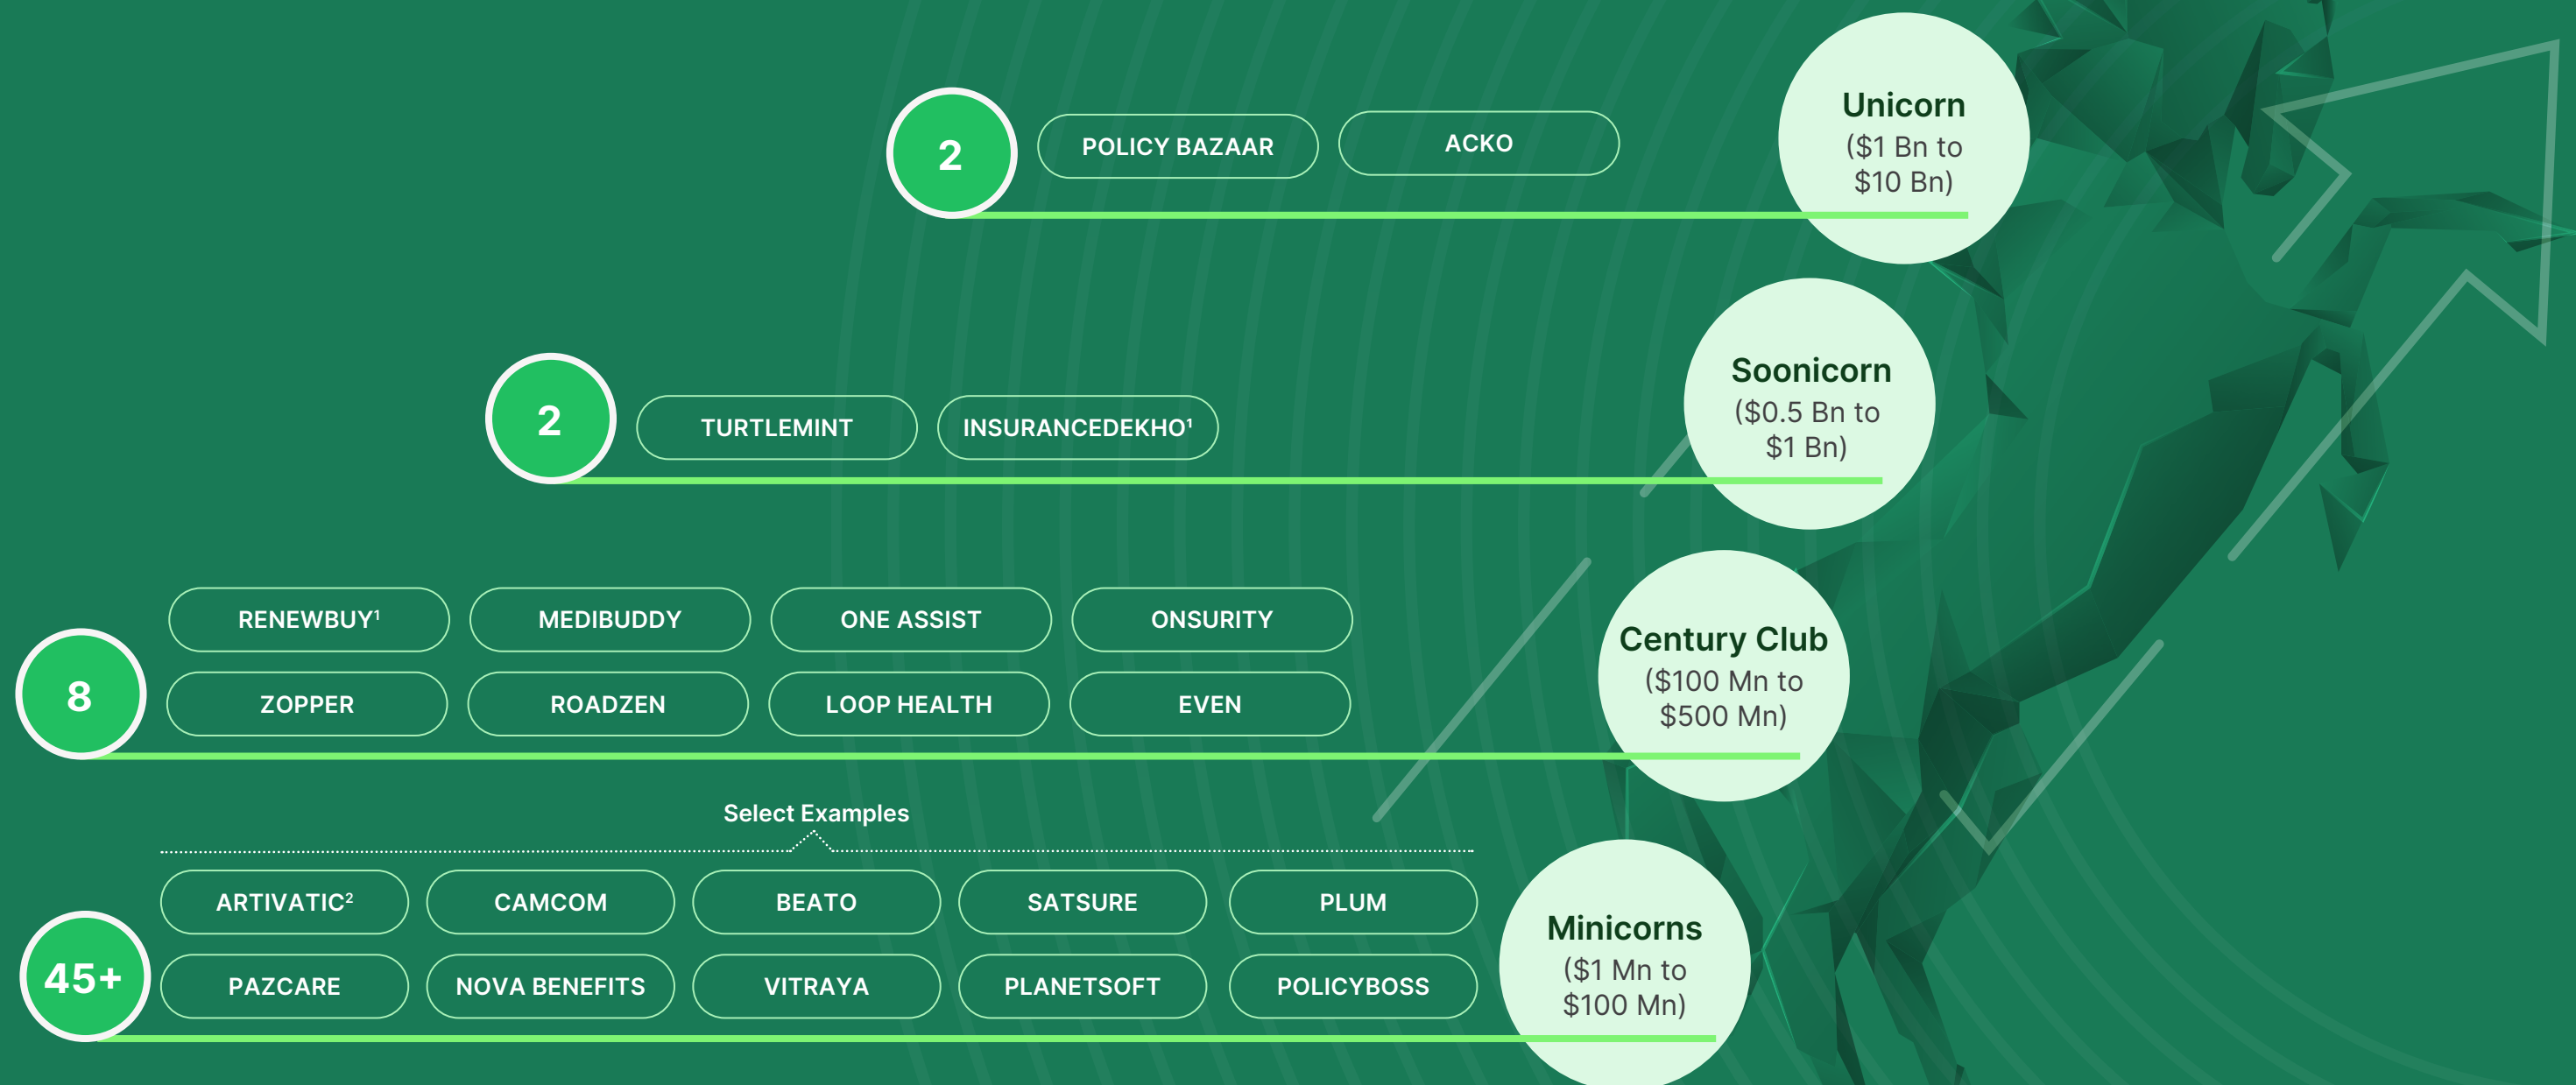 2
POLICY BAZAAR
ACKO
Unicorn
($1 Bn to
$10 Bn)
2
TURTLEMINT
INSURANCEDEKHO¹
Soonicorn
($0.5 Bn to
$1 Bn)
8
RENEWBUY¹
MEDIBUDDY
ONE ASSIST
ONSURITY
ZOPPER
ROADZEN
LOOP HEALTH
EVEN
Century Club
($100 Mn to
$500 Mn)
Select Examples
45+
ARTIVATIC²
CAMCOM
BEATO
SATSURE
PLUM
PAZCARE
NOVA BENEFITS
VITRAYA
PLANETSOFT
POLICYBOSS
Minicorns
($1 Mn to
$100 Mn)